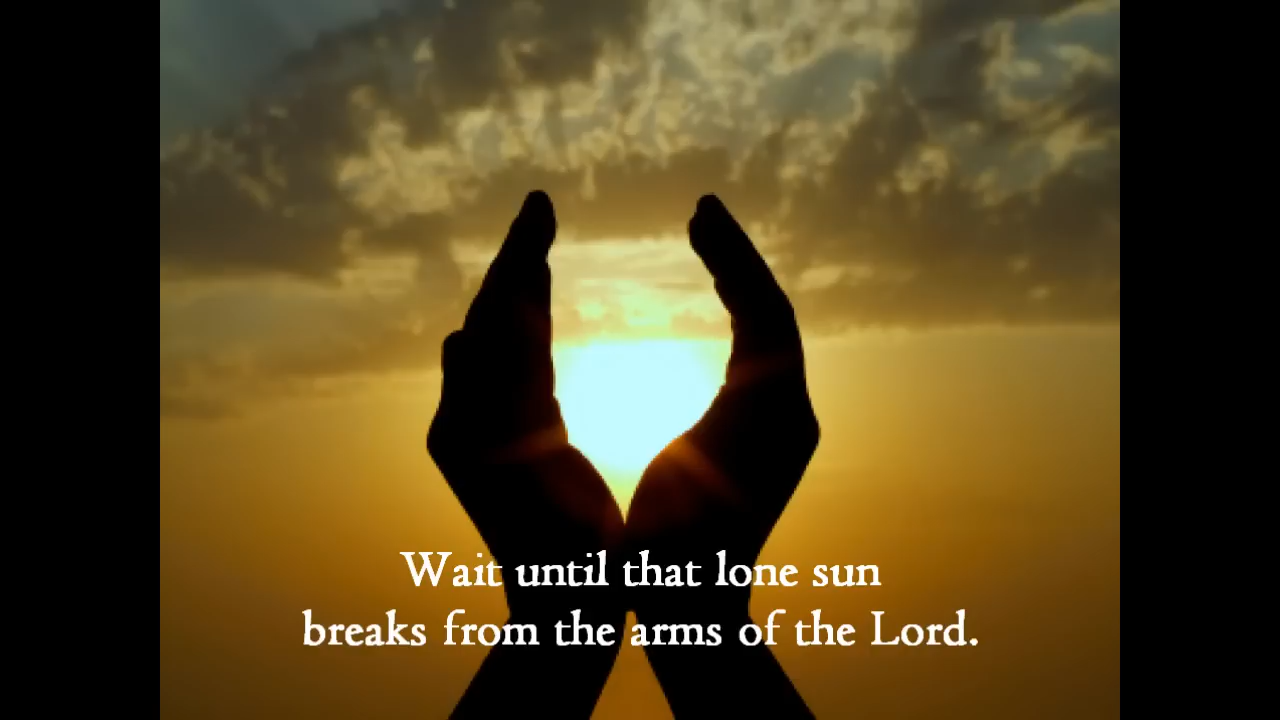 Wait until that lone sun
breaks from the arms of the Lord.